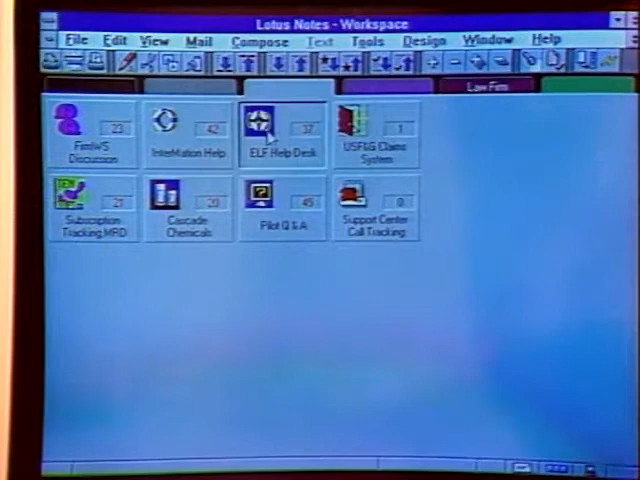 Lotus Notes - Workspace
File Edit View Mail Compose Text Tools Design Window Help
Law Firm
23 42 37 1
Discussion
InterMation Help
ELF Help Desk
USF&G Claims
System
21 20 45 0
Subscription
Tracking.MRD
Cascade
Chemicals
Pilot Q & A
Support Center
Call Tracking